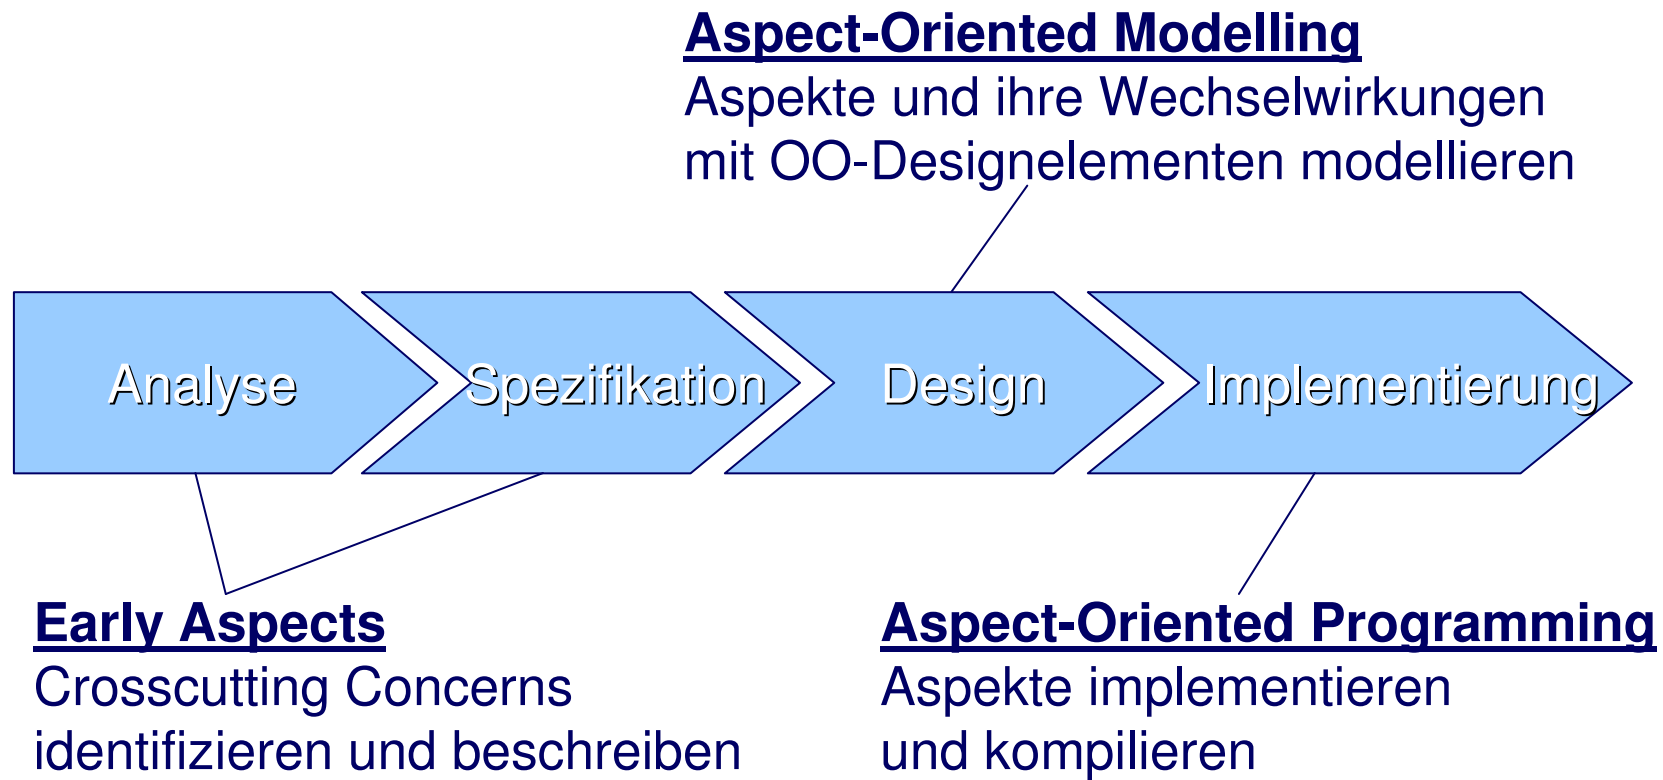 Aspect-Oriented Modelling
Aspekte und ihre Wechselwirkungen
mit OO-Designelementen modellieren
Analyse
Spezifikation
Design
Implementierung
Early Aspects
Crosscutting Concerns
identifizieren und beschreiben
Aspect-Oriented Programming
Aspekte implementieren
und kompilieren